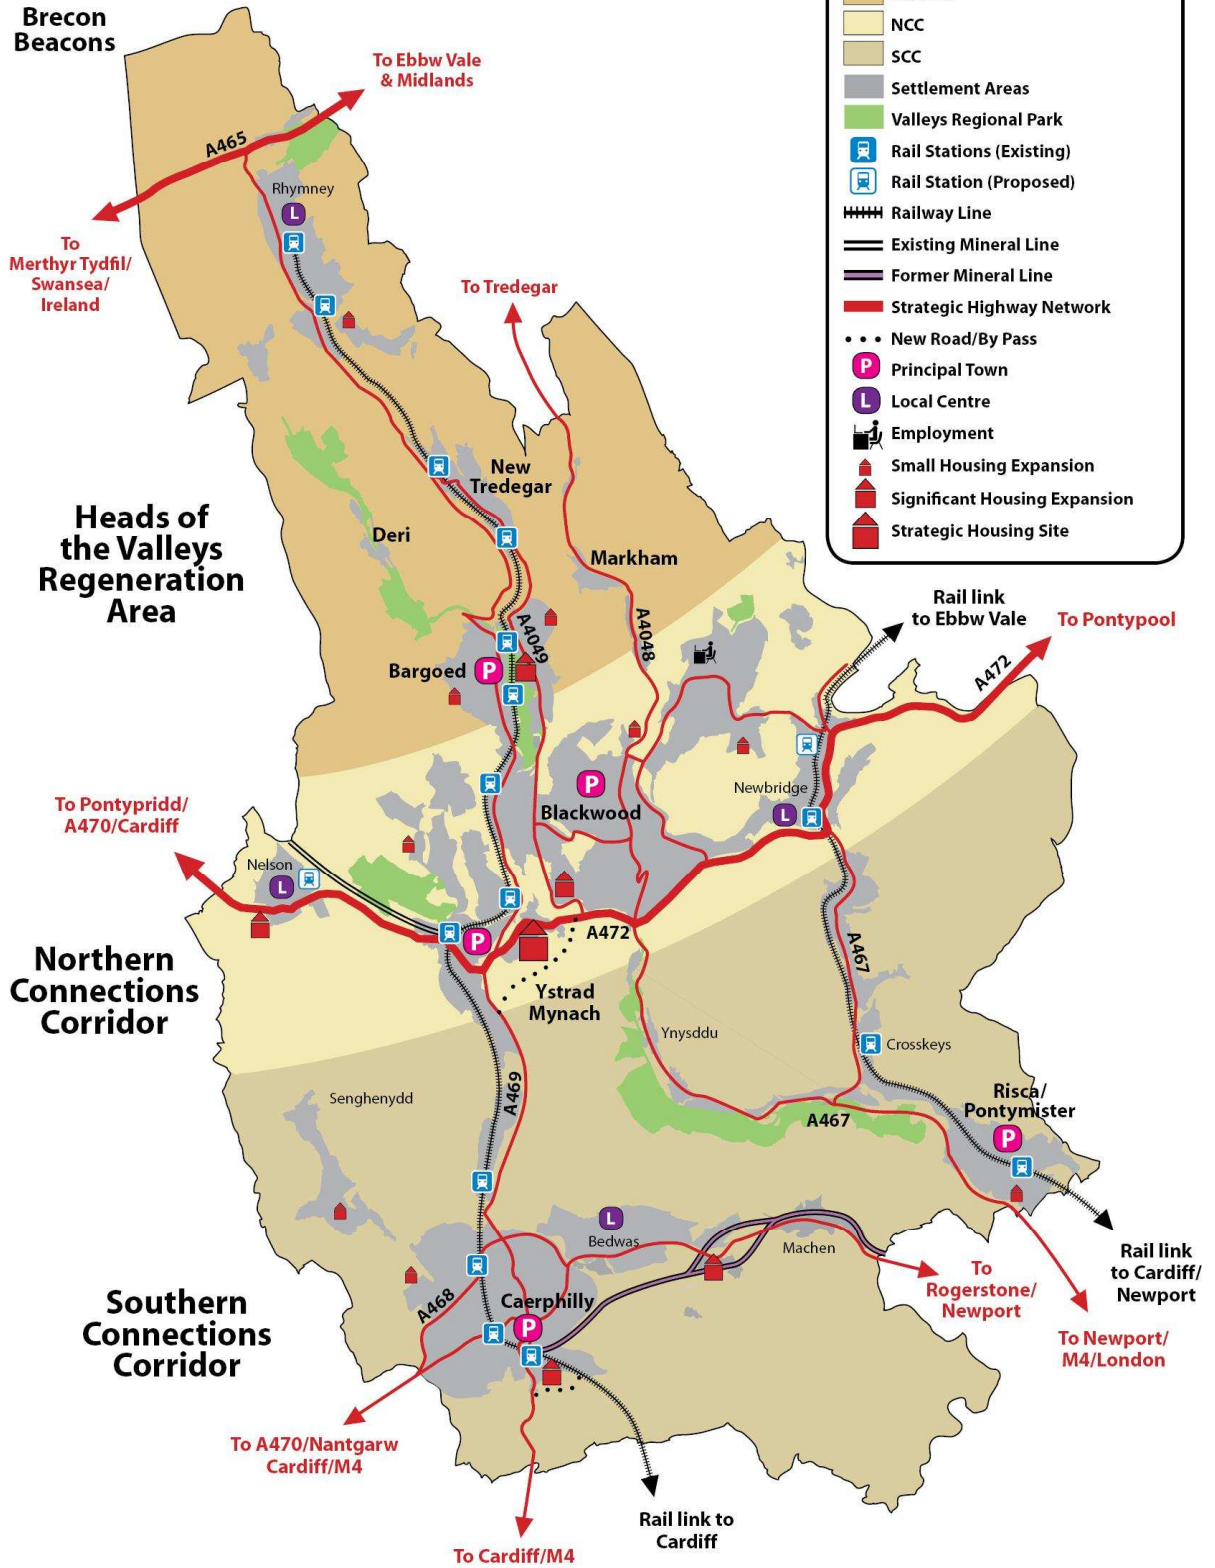 Brecon
Beacons
NCC
SCC
Settlement Areas
Valleys Regional Park
Rail Stations (Existing)
Rail Station (Proposed)
Railway Line
Existing Mineral Line
Former Mineral Line
Strategic Highway Network
New Road/By Pass
P
Principal Town
L
Local Centre
Employment
Small Housing Expansion
Significant Housing Expansion
Strategic Housing Site
To Ebbw Vale
& Midlands
A465
Rhymney
L
To
Merthyr Tydfil/
Swansea/
Ireland
To Tredegar
New
Tredegar
Heads of
the Valleys
Regeneration
Area
Deri
Markham
Rail link
to Ebbw Vale
To Pontypool
A4049
A4048
A472
Bargoed
P
P
Blackwood
Newbridge
L
To Pontypridd/
A470/Cardiff
Nelson
L
P
A472
Northern
Connections
Corridor
Ystrad
Mynach
A467
Ynysddu
Crosskeys
Senghenydd
A469
Risca/
Pontymister
P
A467
L
Bedwas
Machen
Southern
Connections
Corridor
A468
Caerphilly
P
To
Rogerstone/
Newport
Rail link
to Cardiff/
Newport
To Newport/
M4/London
To A470/Nantgarw
Cardiff/M4
Rail link to
Cardiff
To Cardiff/M4